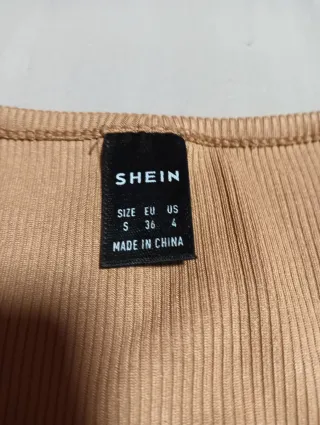 SHEIN
SIZE EU US
S 36 4
MADE IN CHINA